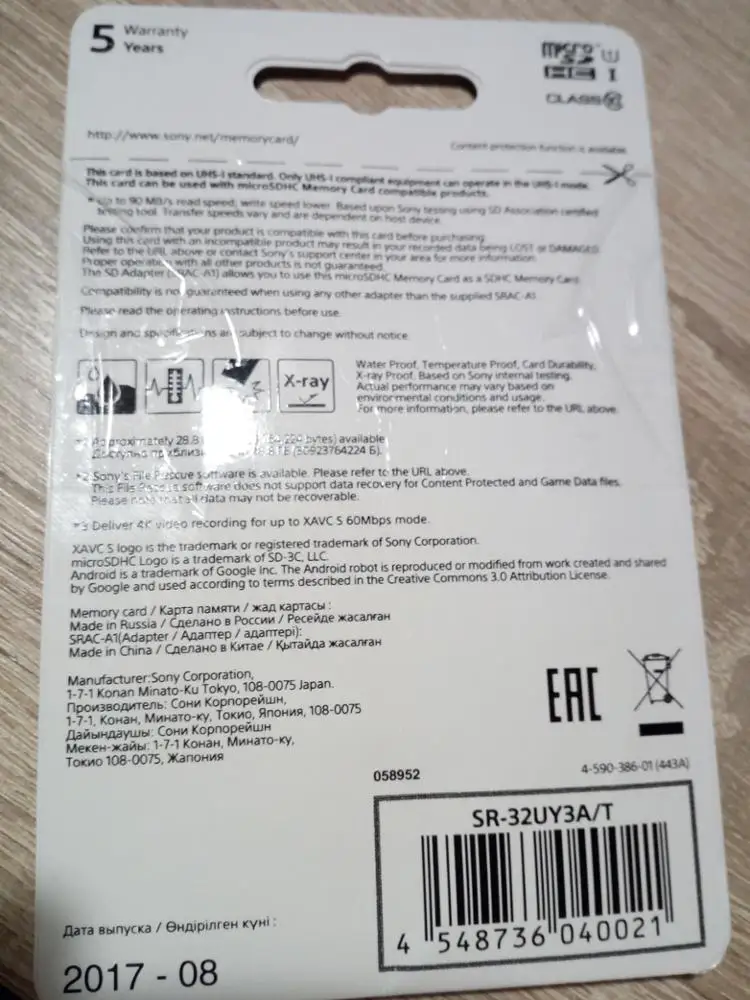 5 Warranty
Years
micro
SD
HC I
CLASS 10
http://www.sony.net/memorycard/
Content protection function is available.
This card is based on UHS-I standard. Only UHS-I compliant equipment can operate in the UHS-I mode.
This card can be used with microSDHC Memory Card compatible products.
Up to 90 MB/s read speed; write speed lower. Based upon Sony testing using SD Association certified
testing tool. Transfer speeds vary and are dependent on host device.
Please confirm that your product is compatible with this card before purchasing.
Using this card with an incompatible product may result in your recorded data being LOST or DAMAGED.
Refer to the URL above or contact Sony's support center in your area for more information.
Proper operation with all other products is not guaranteed.
The SD Adapter (SRAC-A1) allows you to use this microSDHC Memory Card as a SDHC Memory Card.
Compatibility is not guaranteed when using any other adapter than the supplied SRAC-A1.
Please read the operating instructions before use.
Design and specifications are subject to change without notice.
X-ray
Water Proof, Temperature Proof, Card Durability,
X-ray Proof. Based on Sony internal testing.
Actual performance may vary based on
environmental conditions and usage.
For more information, please refer to the URL above.
Approximately 28.8 bytes) available
Доступно 28.8 ГБ (30923764224 Б).
*2 Sony's File Rescue software is available. Please refer to the URL above.
This File Rescue software does not support data recovery for Content Protected and Game Data files.
Please note that all data may not be recoverable.
*3 Deliver 4K video recording for up to XAVC S 60Mbps mode.
XAVC S logo is the trademark or registered trademark of Sony Corporation.
microSDHC Logo is a trademark of SD-3C, LLC.
Android is a trademark of Google Inc. The Android robot is reproduced or modified from work created and shared
by Google and used according to terms described in the Creative Commons 3.0 Attribution License.
Memory card / Карта памяти / жад картасы :
Made in Russia / Сделано в России / Ресейде жасалған
SRAC-A1(Adapter / Адаптер / адаптері):
Made in China / Сделано в Китае / Қытайда жасалған
Manufacturer:Sony Corporation,
1-7-1 Konan Minato-Ku Tokyo, 108-0075 Japan.
Производитель: Сони Корпорейшн,
1-7-1, Конан, Минато-ку, Токио, Япония, 108-0075
Дайындаушы: Сони Корпорейшн
Мекен-жайы: 1-7-1 Конан, Минато-ку,
Токио 108-0075, Жапония
EAC
058952
4-590-386-01 (443A)
SR-32UY3A/T
4 548736 040021
Дата выпуска / Өндірілген күні :
2017 - 08